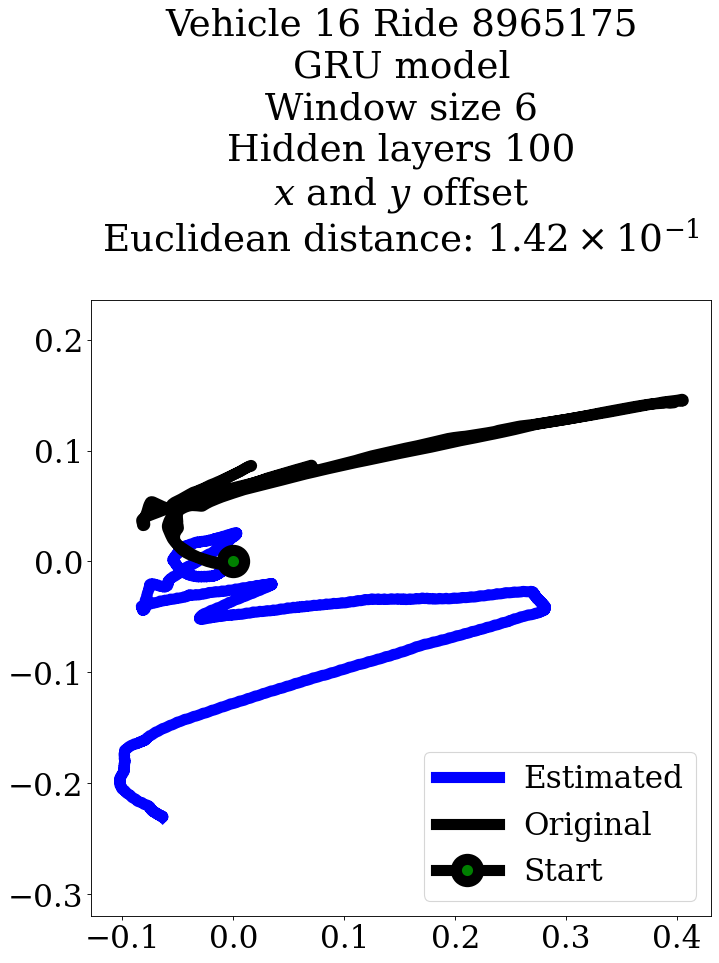 Vehicle 16 Ride 8965175
GRU model
Window size 6
Hidden layers 100
x and y offset
Euclidean distance: 1.42 × 10⁻¹
0.2
0.1
0.0
−0.1
−0.2
−0.3
Estimated
Original
Start
−0.1 0.0 0.1 0.2 0.3 0.4